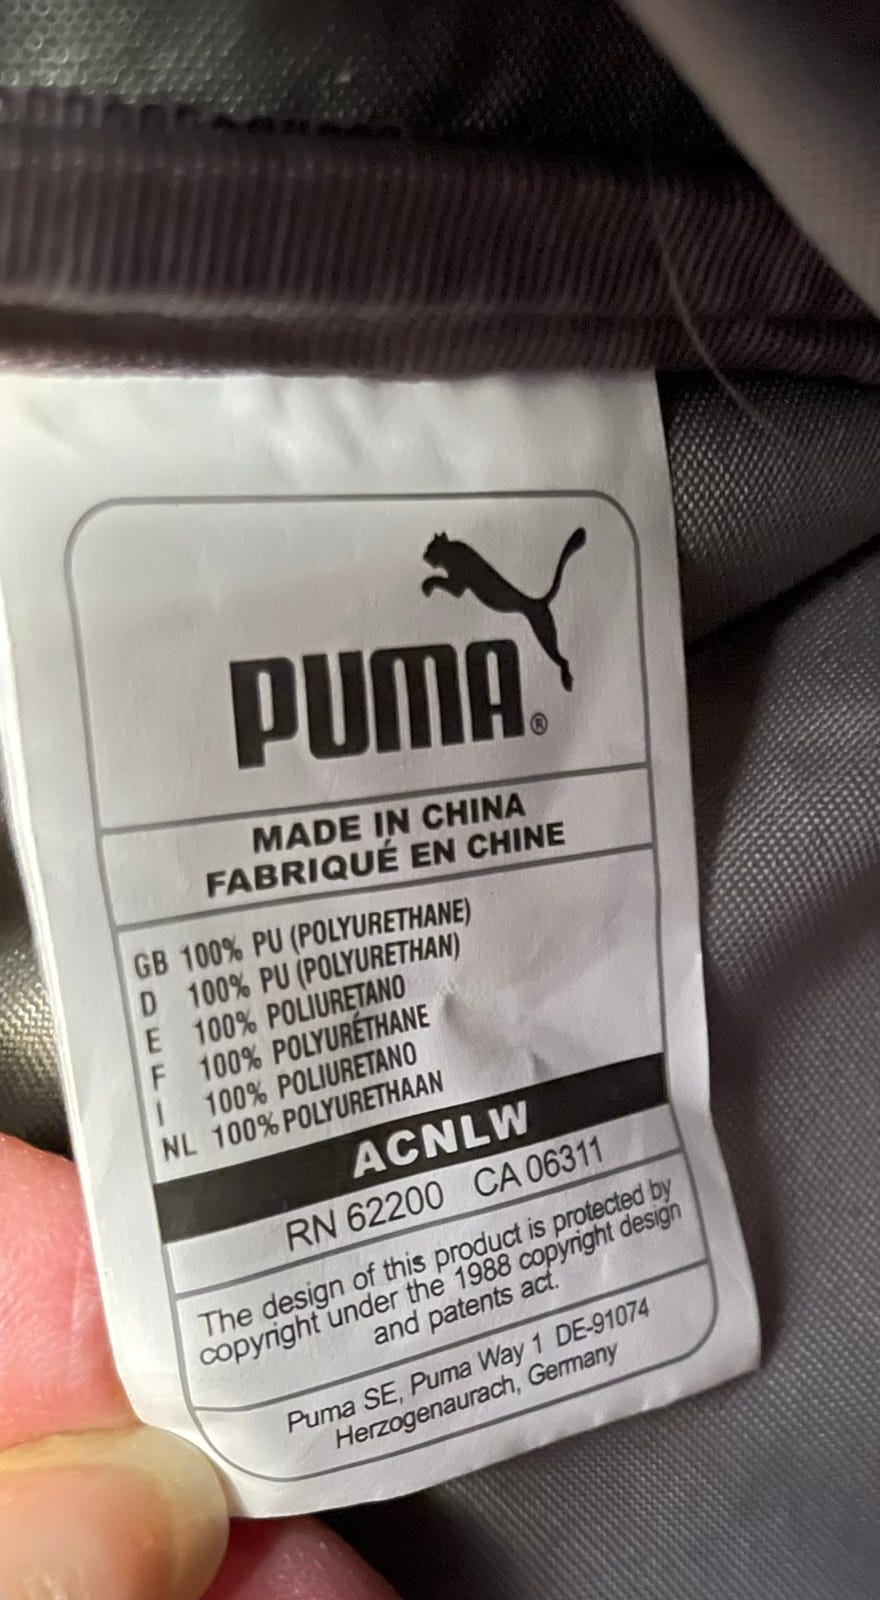 PUMA®
MADE IN CHINA
FABRIQUÉ EN CHINE
GB 100% PU (POLYURETHANE)
D 100% PU (POLYURETHAN)
E 100% POLIURETANO
F 100% POLYURÉTHANE
I 100% POLIURETANO
NL 100% POLYURETHAAN
ACNLW
RN 62200 CA 06311
The design of this product is protected by
copyright under the 1988 copyright design
and patents act.
Puma SE, Puma Way 1 DE-91074
Herzogenaurach, Germany